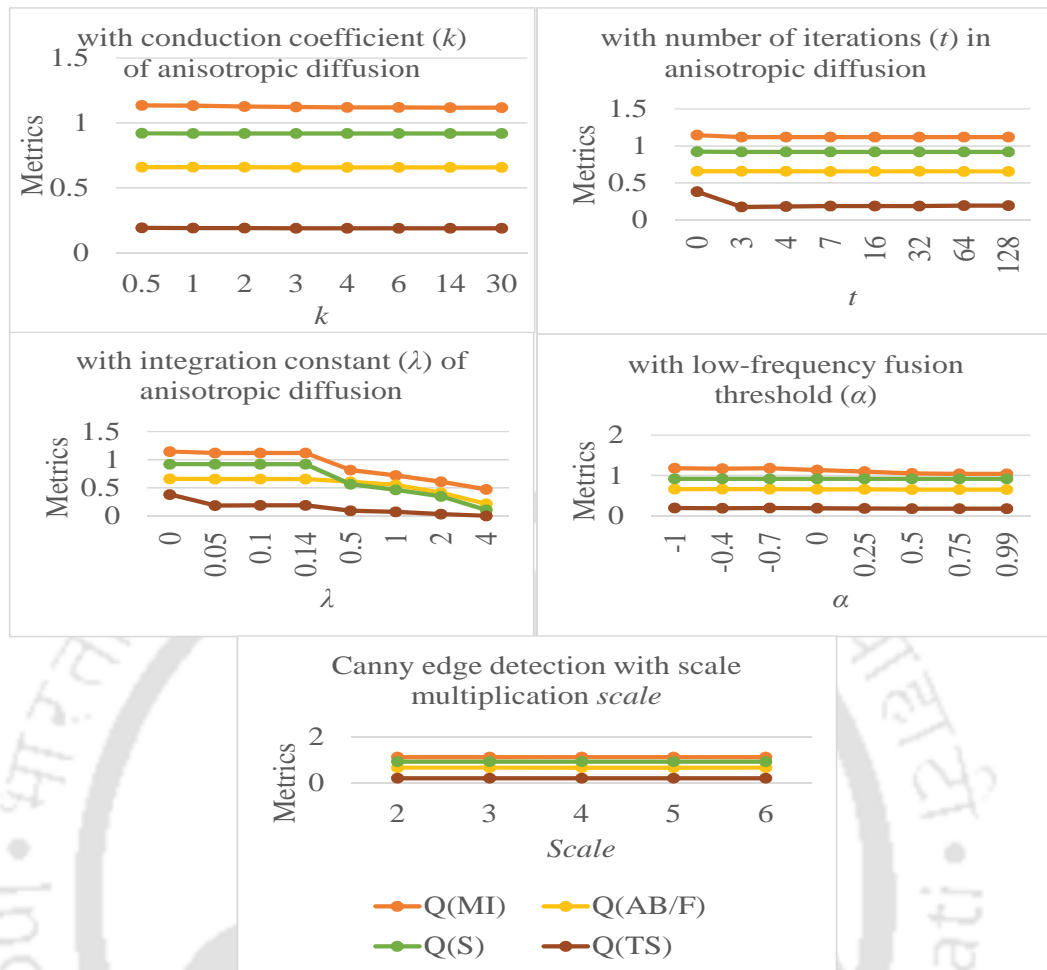 with conduction coefficient (k)
of anisotropic diffusion
1.5
1
0.5
0
Metrics
0.5 1 2 3 4 6 14 30
k
with number of iterations (t) in
anisotropic diffusion
1.5
1
0.5
0
Metrics
0 3 4 7 16 32 64 128
t
with integration constant (λ) of
anisotropic diffusion
1.5
1
0.5
0
Metrics
0 0.05 0.1 0.14 0.5 1 2 4
λ
with low-frequency fusion
threshold (α)
2
1
0
Metrics
-1 -0.4 -0.7 0 0.25 0.5 0.75 0.99
α
Canny edge detection with scale
multiplication scale
2
0
Metrics
2 3 4 5 6
Scale
Q(MI) Q(AB/F)
Q(S) Q(TS)